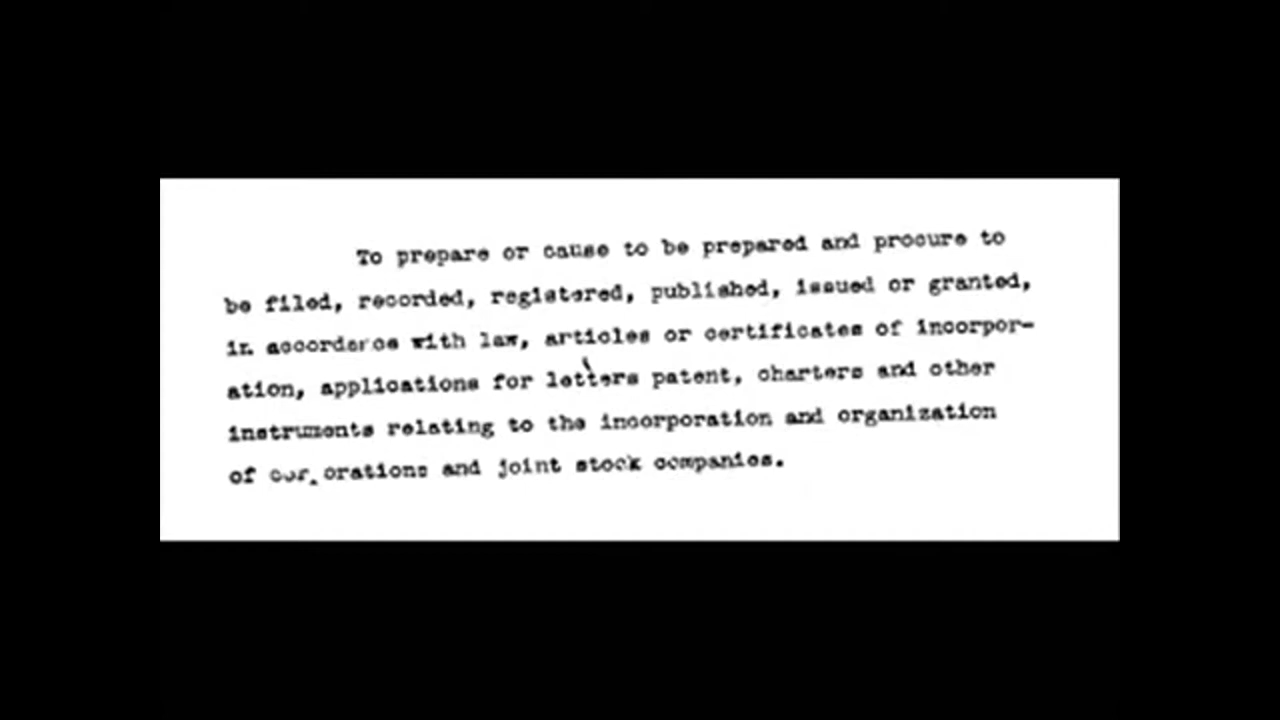 To prepare or cause to be prepared and procure to
be filed, recorded, registered, published, issued or granted,
in accordance with law, articles or certificates of incorpor-
ation, applications for letters patent, charters and other
instruments relating to the incorporation and organization
of corporations and joint stock companies.